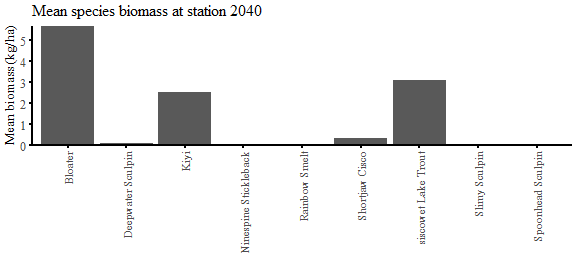 Mean species biomass at station 2040
Mean biomass (kg/ha)
5
4
3
2
1
0
Bloater
Deepwater Sculpin
Kiyi
Ninespine Stickleback
Rainbow Smelt
Shortjaw Cisco
siscowet Lake Trout
Slimy Sculpin
Spoonhead Sculpin